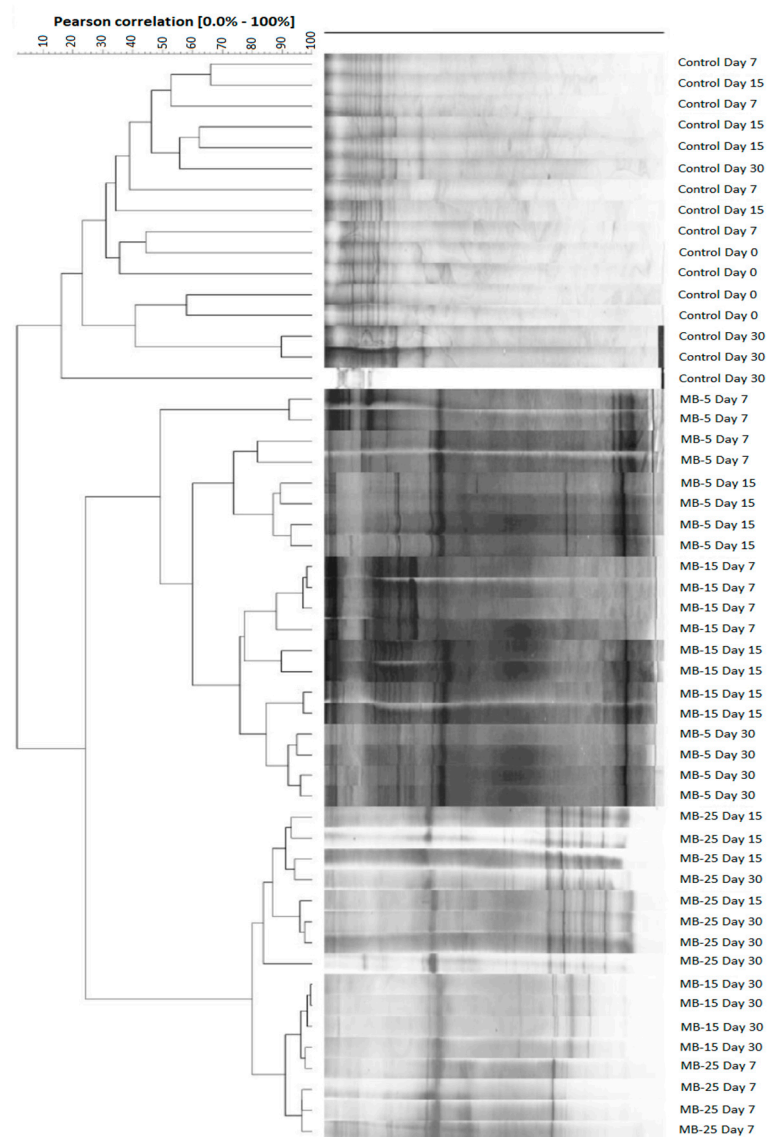 Pearson correlation [0.0% - 100%]
10 20 30 40 50 60 70 80 90 100
Control Day 7
Control Day 15
Control Day 7
Control Day 15
Control Day 15
Control Day 30
Control Day 7
Control Day 15
Control Day 7
Control Day 0
Control Day 0
Control Day 0
Control Day 0
Control Day 30
Control Day 30
Control Day 30
MB-5 Day 7
MB-5 Day 7
MB-5 Day 7
MB-5 Day 7
MB-5 Day 15
MB-5 Day 15
MB-5 Day 15
MB-5 Day 15
MB-15 Day 7
MB-15 Day 7
MB-15 Day 7
MB-15 Day 7
MB-15 Day 15
MB-15 Day 15
MB-15 Day 15
MB-15 Day 15
MB-5 Day 30
MB-5 Day 30
MB-5 Day 30
MB-5 Day 30
MB-25 Day 15
MB-25 Day 15
MB-25 Day 15
MB-25 Day 30
MB-25 Day 15
MB-25 Day 30
MB-25 Day 30
MB-25 Day 30
MB-15 Day 30
MB-15 Day 30
MB-15 Day 30
MB-15 Day 30
MB-25 Day 7
MB-25 Day 7
MB-25 Day 7
MB-25 Day 7